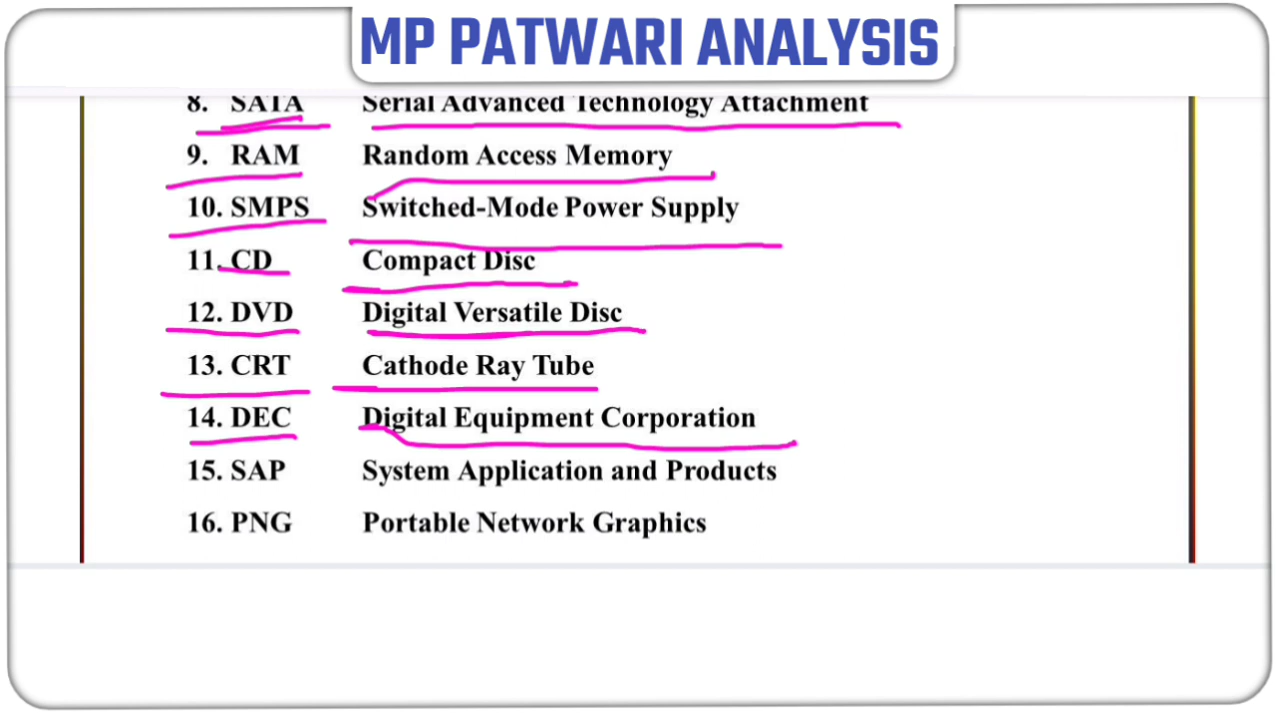 MP PATWARI ANALYSIS
8. SATA Serial Advanced Technology Attachment
9. RAM Random Access Memory
10. SMPS Switched-Mode Power Supply
11. CD Compact Disc
12. DVD Digital Versatile Disc
13. CRT Cathode Ray Tube
14. DEC Digital Equipment Corporation
15. SAP System Application and Products
16. PNG Portable Network Graphics